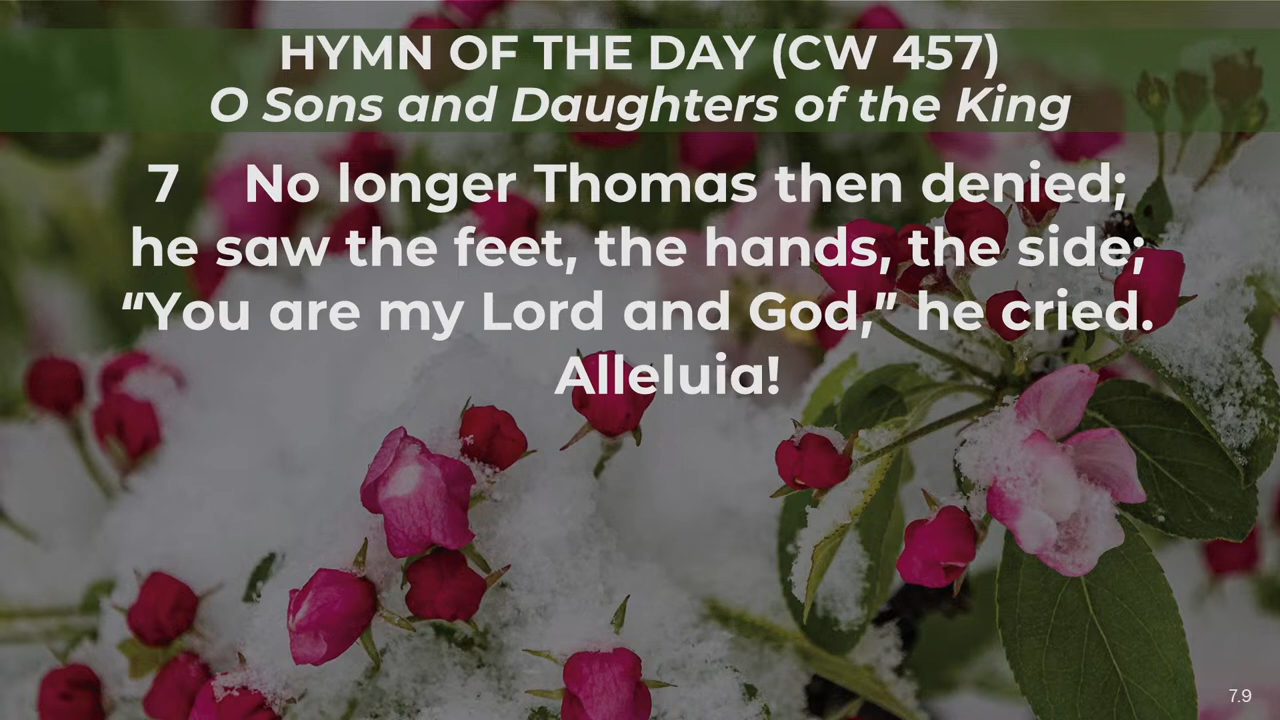 HYMN OF THE DAY (CW 457)
O Sons and Daughters of the King
7 No longer Thomas then denied;
he saw the feet, the hands, the side;
“You are my Lord and God,” he cried.
Alleluia!
7.9